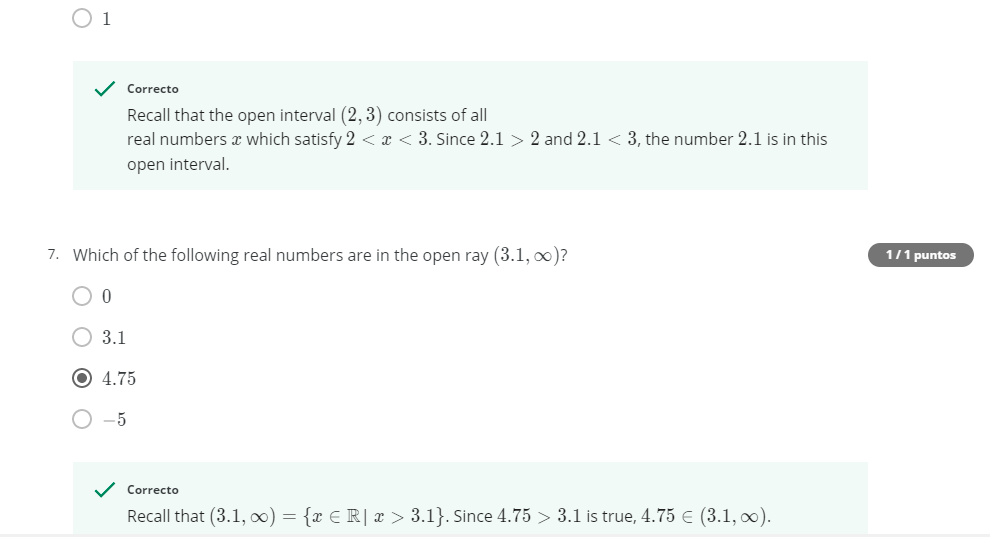 1
Correcto
Recall that the open interval (2, 3) consists of all
real numbers x which satisfy 2 < x < 3. Since 2.1 > 2 and 2.1 < 3, the number 2.1 is in this
open interval.
7. Which of the following real numbers are in the open ray (3.1, ∞)?
1 / 1 puntos
0
3.1
4.75
−5
Correcto
Recall that (3.1, ∞) = {x ∈ ℝ| x > 3.1}. Since 4.75 > 3.1 is true, 4.75 ∈ (3.1, ∞).